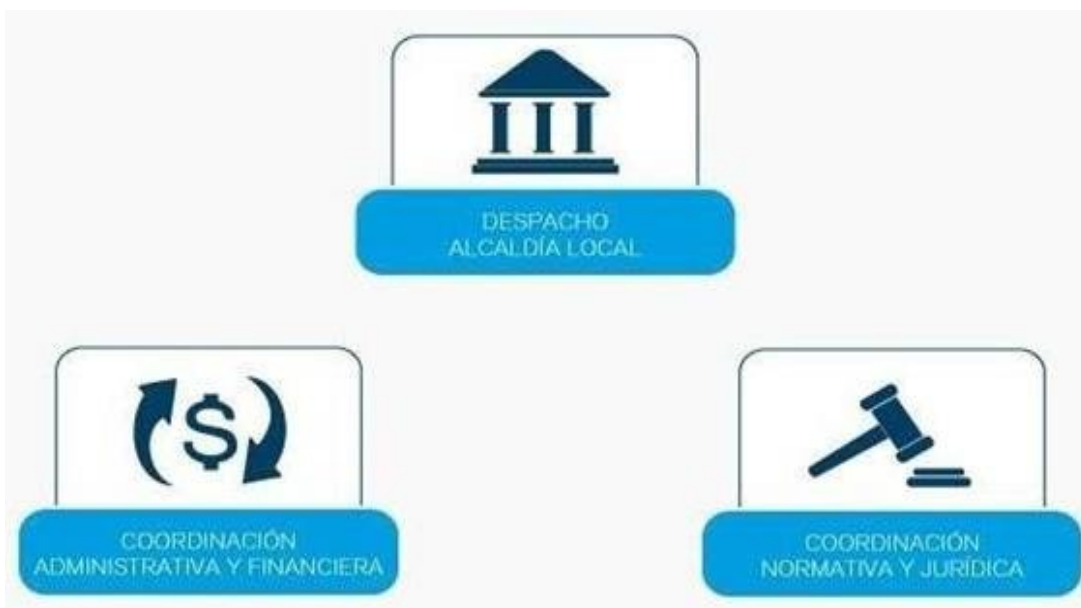 DESPACHO
ALCALDÍA LOCAL
$
COORDINACIÓN
ADMINISTRATIVA Y FINANCIERA
COORDINACIÓN
NORMATIVA Y JURÍDICA